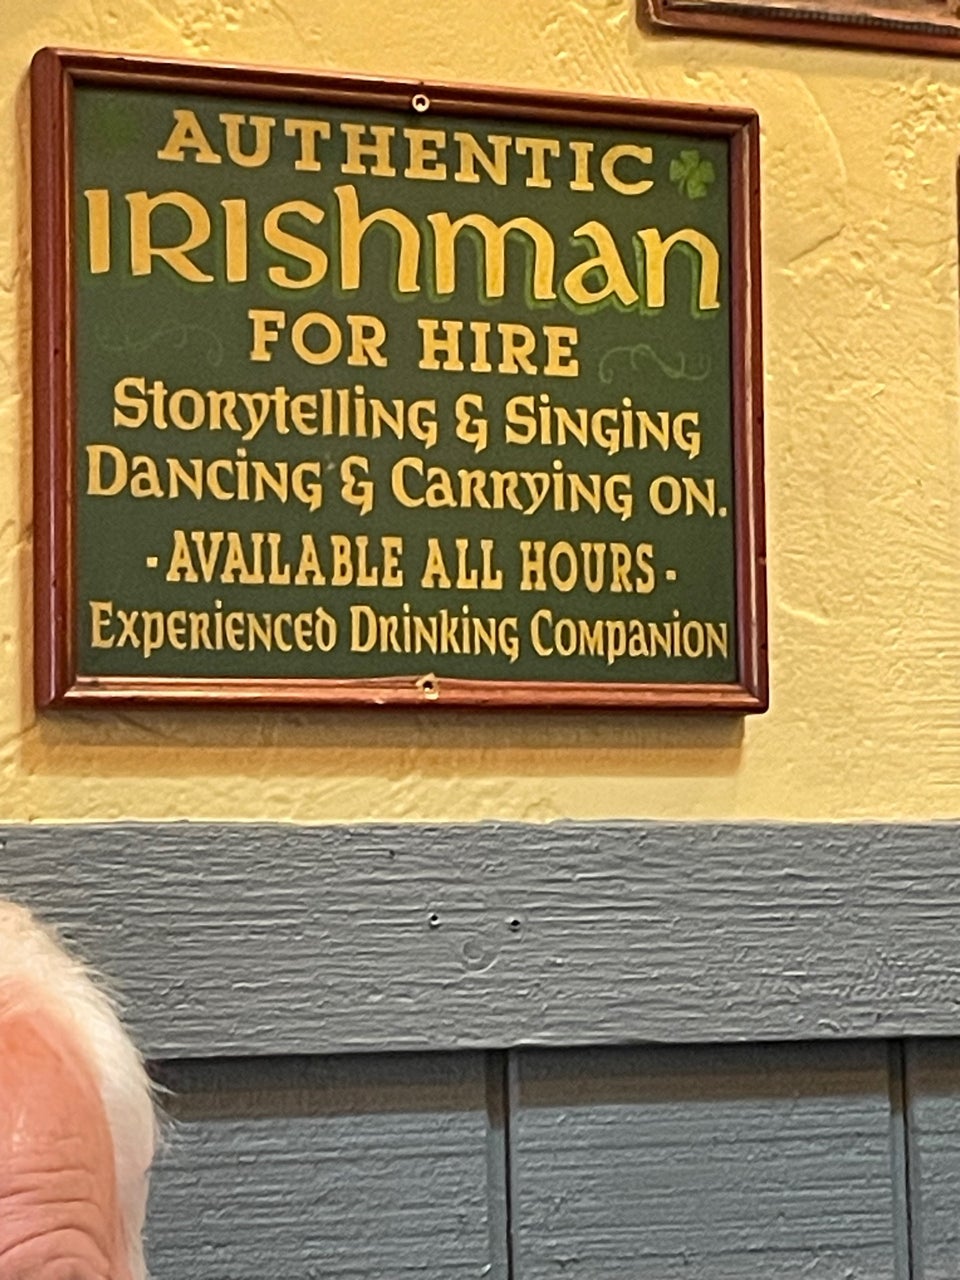 AUTHENTIC
IRIShman
FOR HIRE
Storytelling & Singing
Dancing & Carrying on.
-AVAILABLE ALL HOURS-
Experienced Drinking Companion